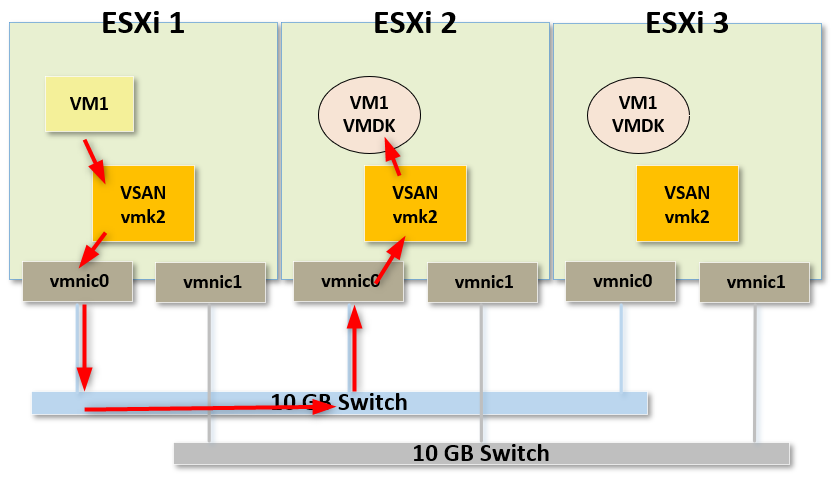 ESXi 1
ESXi 2
ESXi 3
VM1
VM1
VMDK
VM1
VMDK
VSAN
vmk2
VSAN
vmk2
VSAN
vmk2
vmnic0
vmnic1
vmnic0
vmnic1
vmnic0
vmnic1
10 GB Switch
10 GB Switch